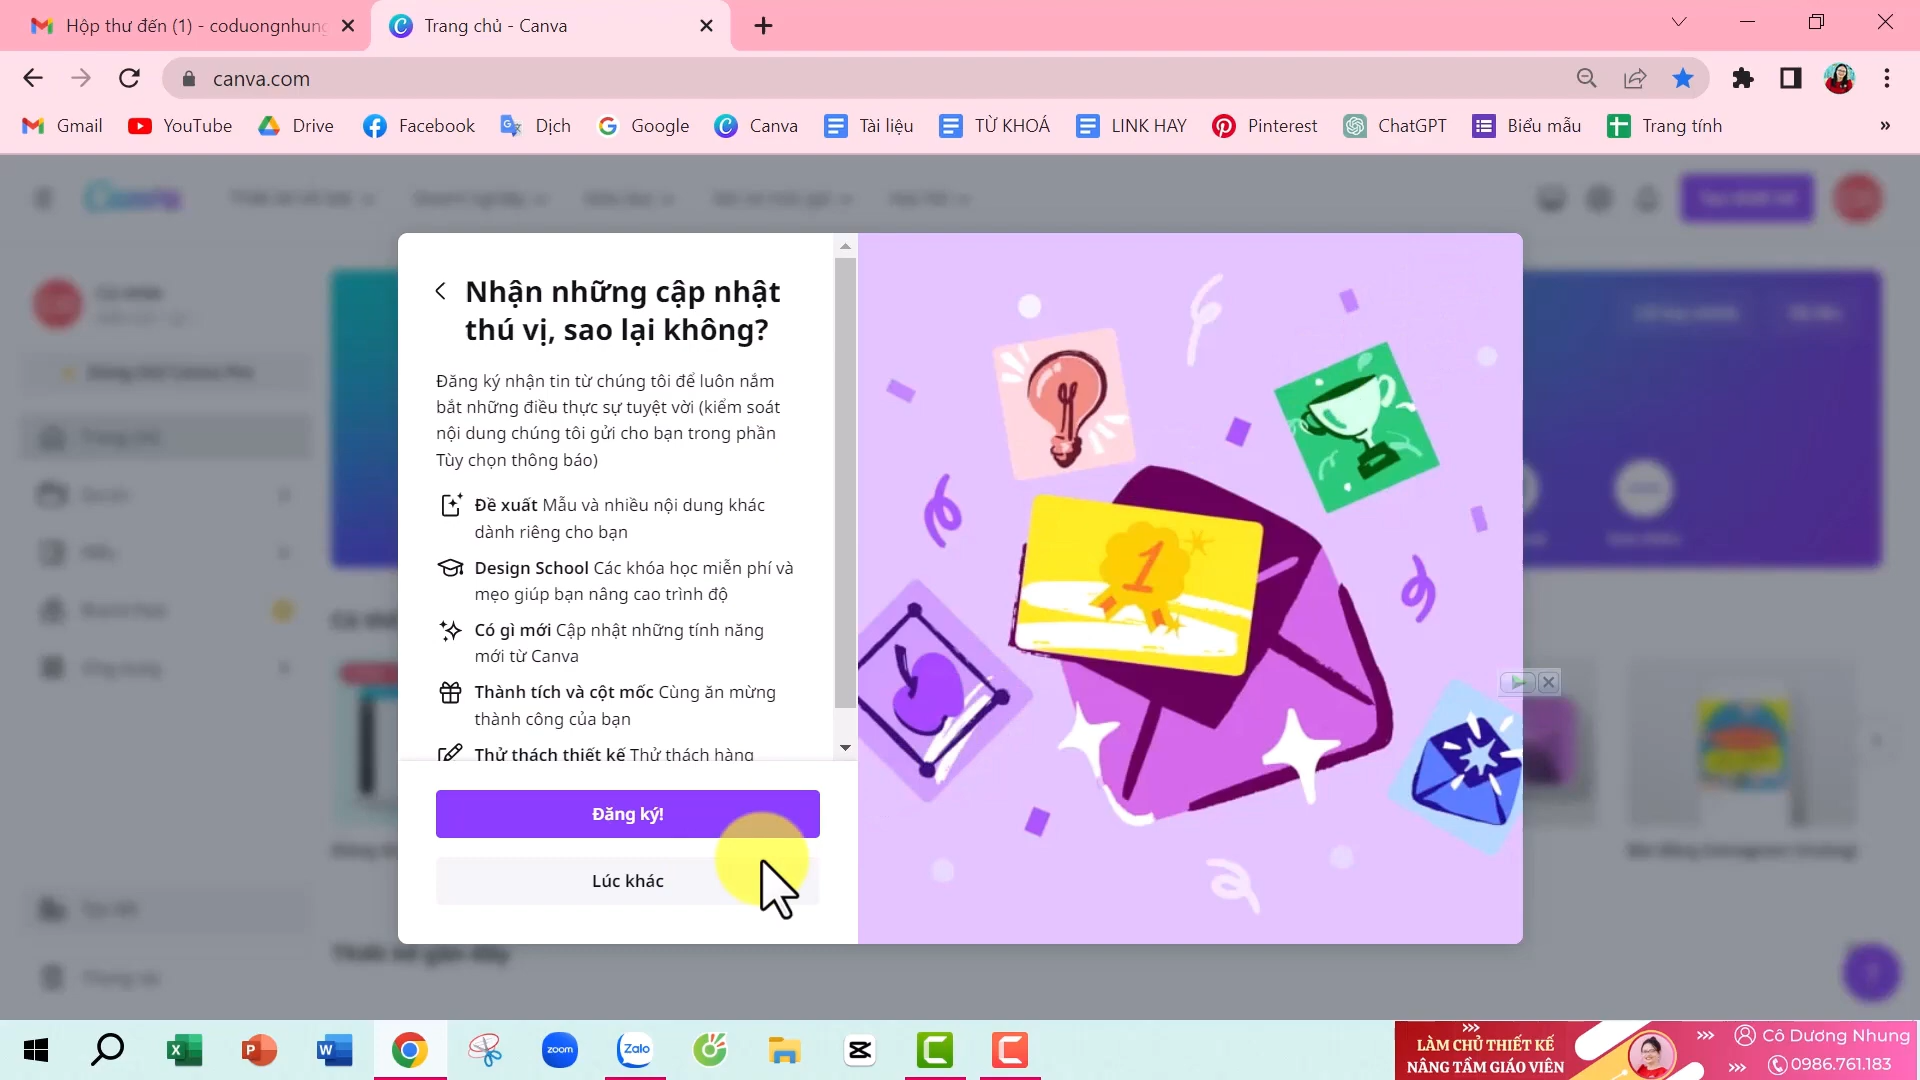 Hộp thư đến (1) - coduongnhung
Trang chủ - Canva
canva.com
Gmail
YouTube
Drive
Facebook
Dịch
Google
Canva
Tài liệu
TỪ KHOÁ
LINK HAY
Pinterest
ChatGPT
Biểu mẫu
Trang tính
Nhận những cập nhật
thú vị, sao lại không?
Đăng ký nhận tin từ chúng tôi để luôn nắm
bắt những điều thực sự tuyệt vời (kiểm soát
nội dung chúng tôi gửi cho bạn trong phần
Tùy chọn thông báo)
Đề xuất Mẫu và nhiều nội dung khác
dành riêng cho bạn
Design School Các khóa học miễn phí và
mẹo giúp bạn nâng cao trình độ
Có gì mới Cập nhật những tính năng
mới từ Canva
Thành tích và cột mốc Cùng ăn mừng
thành công của bạn
Thử thách thiết kế Thử thách hàng
Đăng ký!
Lúc khác
1
zoom
Zalo
LÀM CHỦ THIẾT KẾ
NÂNG TẦM GIÁO VIÊN
Cô Dương Nhung
0986.761.183